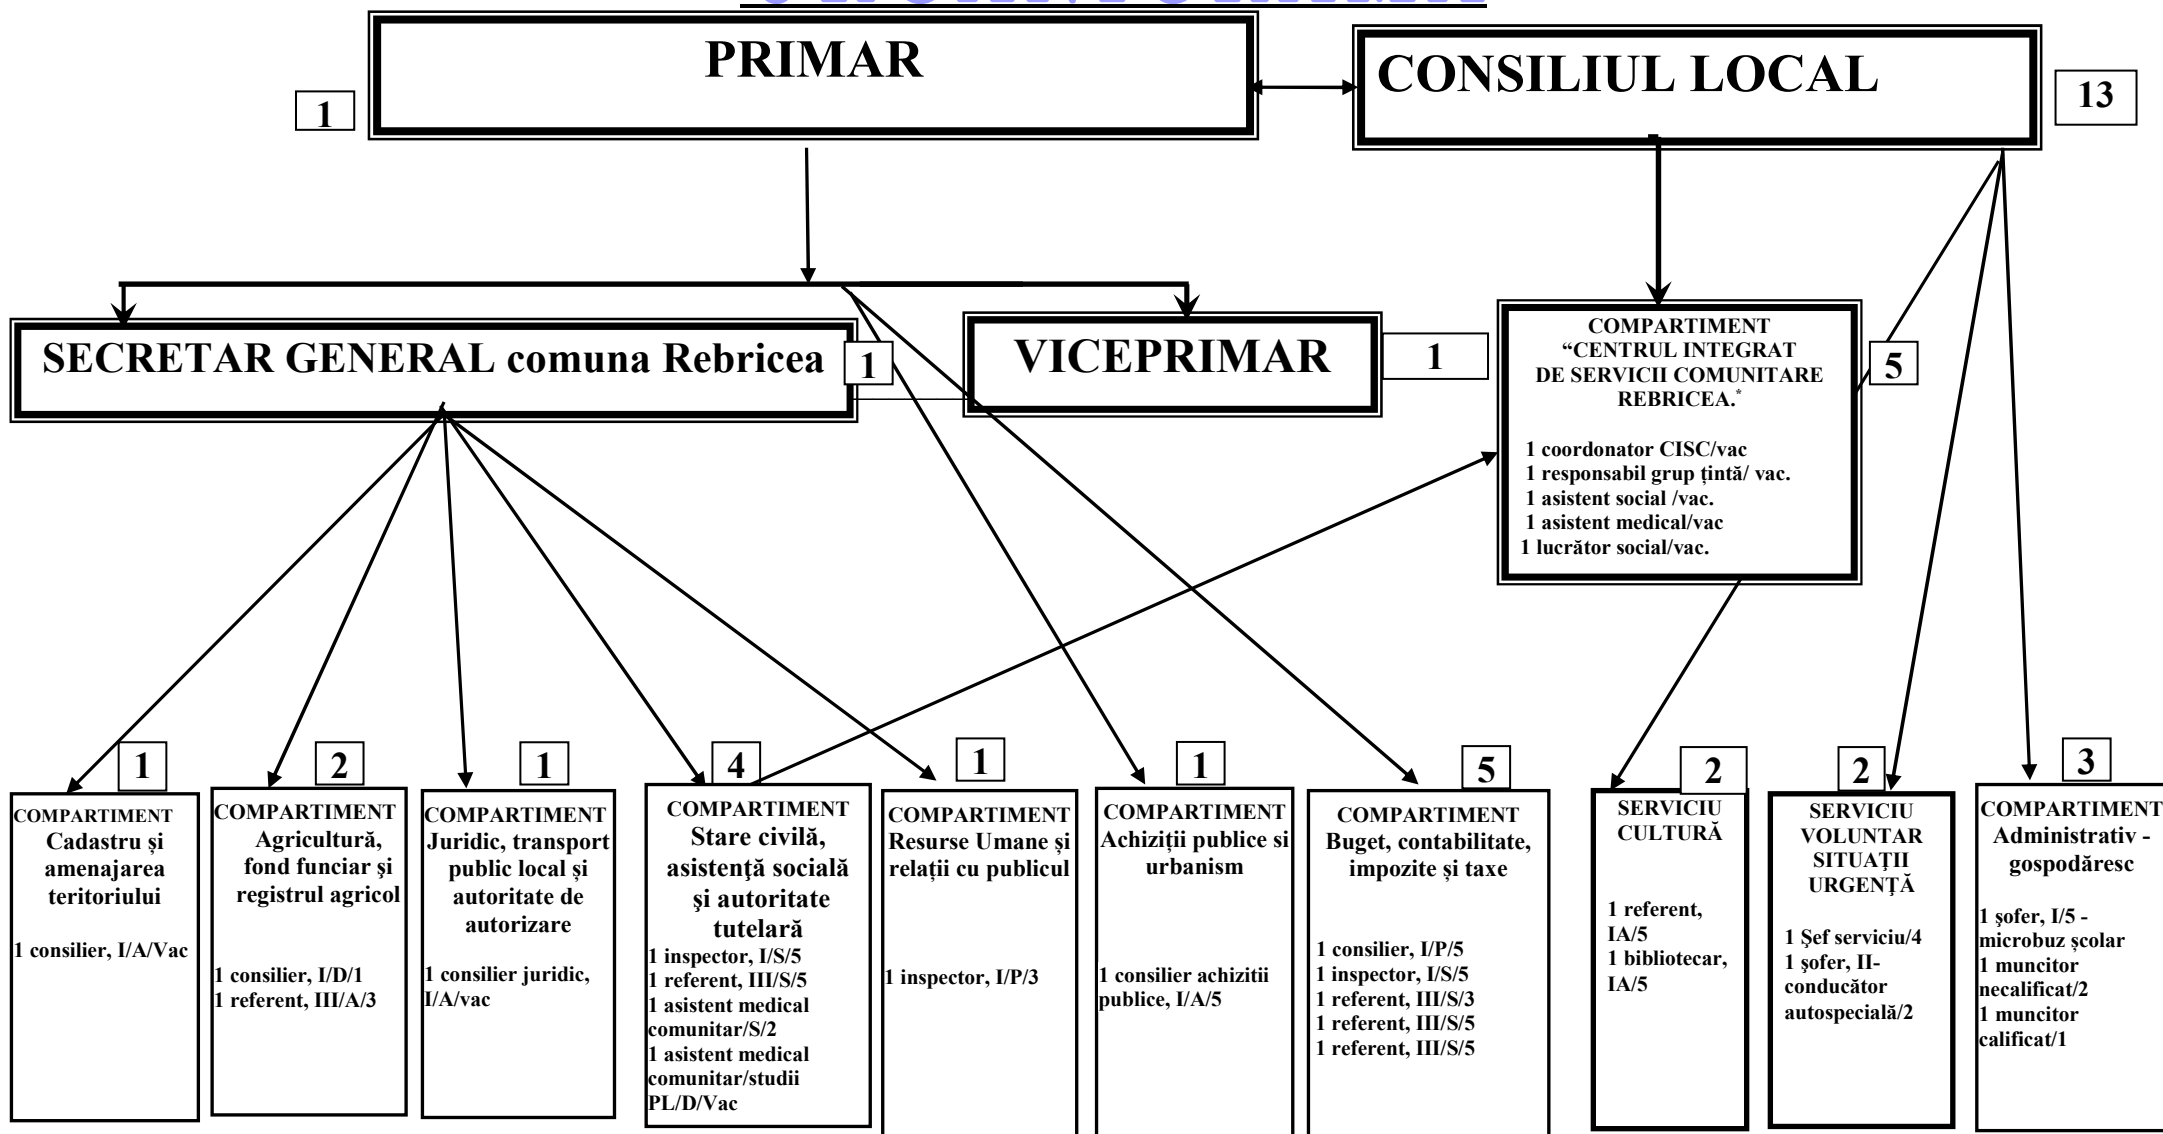 PRIMAR
1
CONSILIUL LOCAL
13
SECRETAR GENERAL comuna Rebricea
1
VICEPRIMAR
1
COMPARTIMENT
“CENTRUL INTEGRAT
DE SERVICII COMUNITARE
REBRICEA.*
1 coordonator CISC/vac
1 responsabil grup țintă/ vac.
1 asistent social /vac.
1 asistent medical/vac
1 lucrător social/vac.
5
1
COMPARTIMENT
Cadastru și
amenajarea
teritoriului
1 consilier, I/A/Vac
2
COMPARTIMENT
Agricultură,
fond funciar şi
registrul agricol
1 consilier, I/D/1
1 referent, III/A/3
1
COMPARTIMENT
Juridic, transport
public local și
autoritate de
autorizare
1 consilier juridic,
I/A/vac
4
COMPARTIMENT
Stare civilă,
asistenţă socială
şi autoritate
tutelară
1 inspector, I/S/5
1 referent, III/S/5
1 asistent medical
comunitar/S/2
1 asistent medical
comunitar/studii
PL/D/Vac
1
COMPARTIMENT
Resurse Umane și
relații cu publicul
1 inspector, I/P/3
1
COMPARTIMENT
Achiziții publice si
urbanism
1 consilier achizitii
publice, I/A/5
5
COMPARTIMENT
Buget, contabilitate,
impozite și taxe
1 consilier, I/P/5
1 inspector, I/S/5
1 referent, III/S/3
1 referent, III/S/5
1 referent, III/S/5
2
SERVICIU
CULTURĂ
1 referent,
IA/5
1 bibliotecar,
IA/5
2
SERVICIU
VOLUNTAR
SITUAŢII
URGENŢĂ
1 Şef serviciu/4
1 şofer, II-
conducător
autospecială/2
3
COMPARTIMENT
Administrativ -
gospodăresc
1 şofer, I/5 -
microbuz școlar
1 muncitor
necalificat/2
1 muncitor
calificat/1